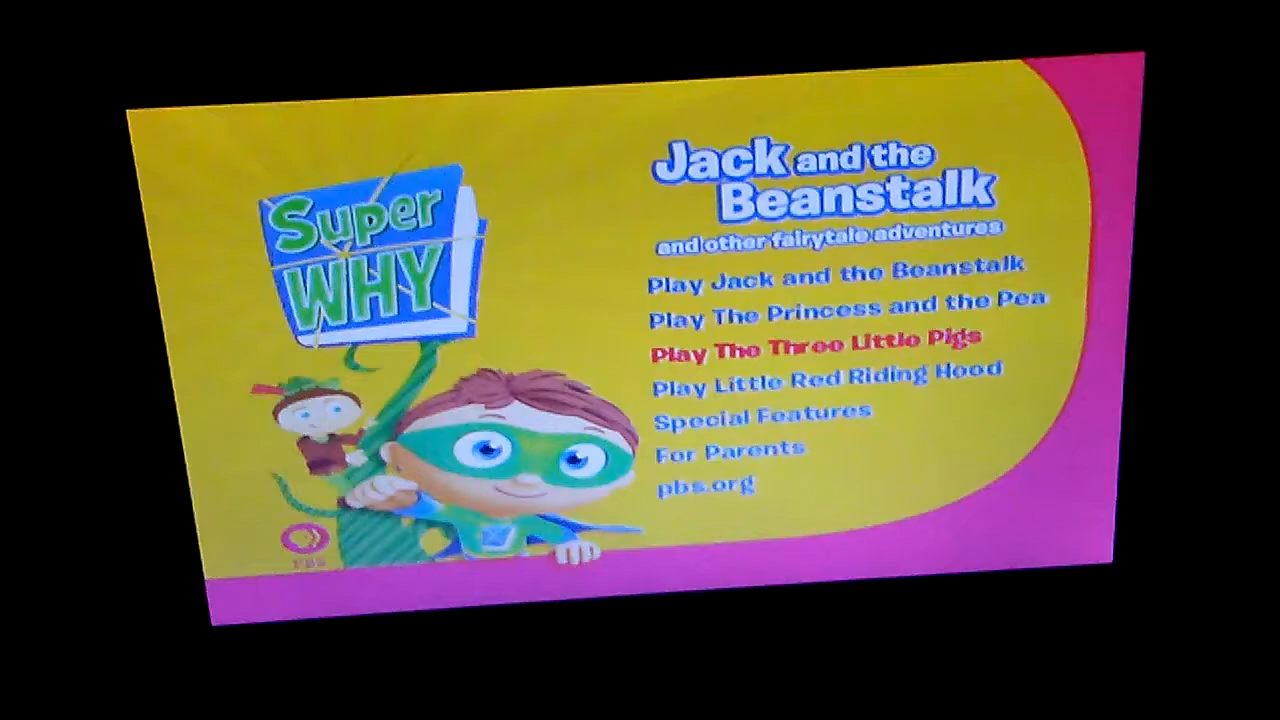 Super
WHY
Jack and the
Beanstalk
and other fairytale adventures
Play Jack and the Beanstalk
Play The Princess and the Pea
Play The Three Little Pigs
Play Little Red Riding Hood
Special Features
For Parents
pbs.org
PBS